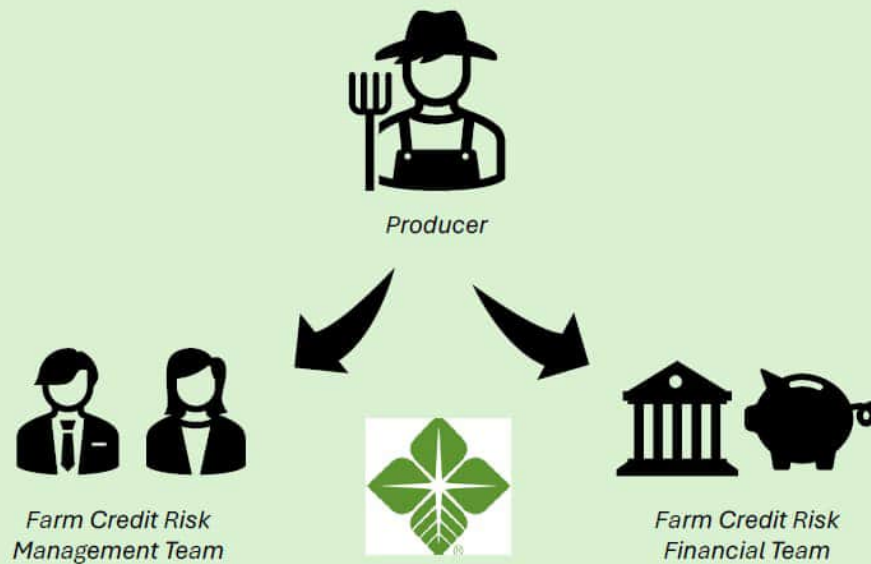 Producer
Farm Credit Risk
Management Team
®
Farm Credit Risk
Financial Team